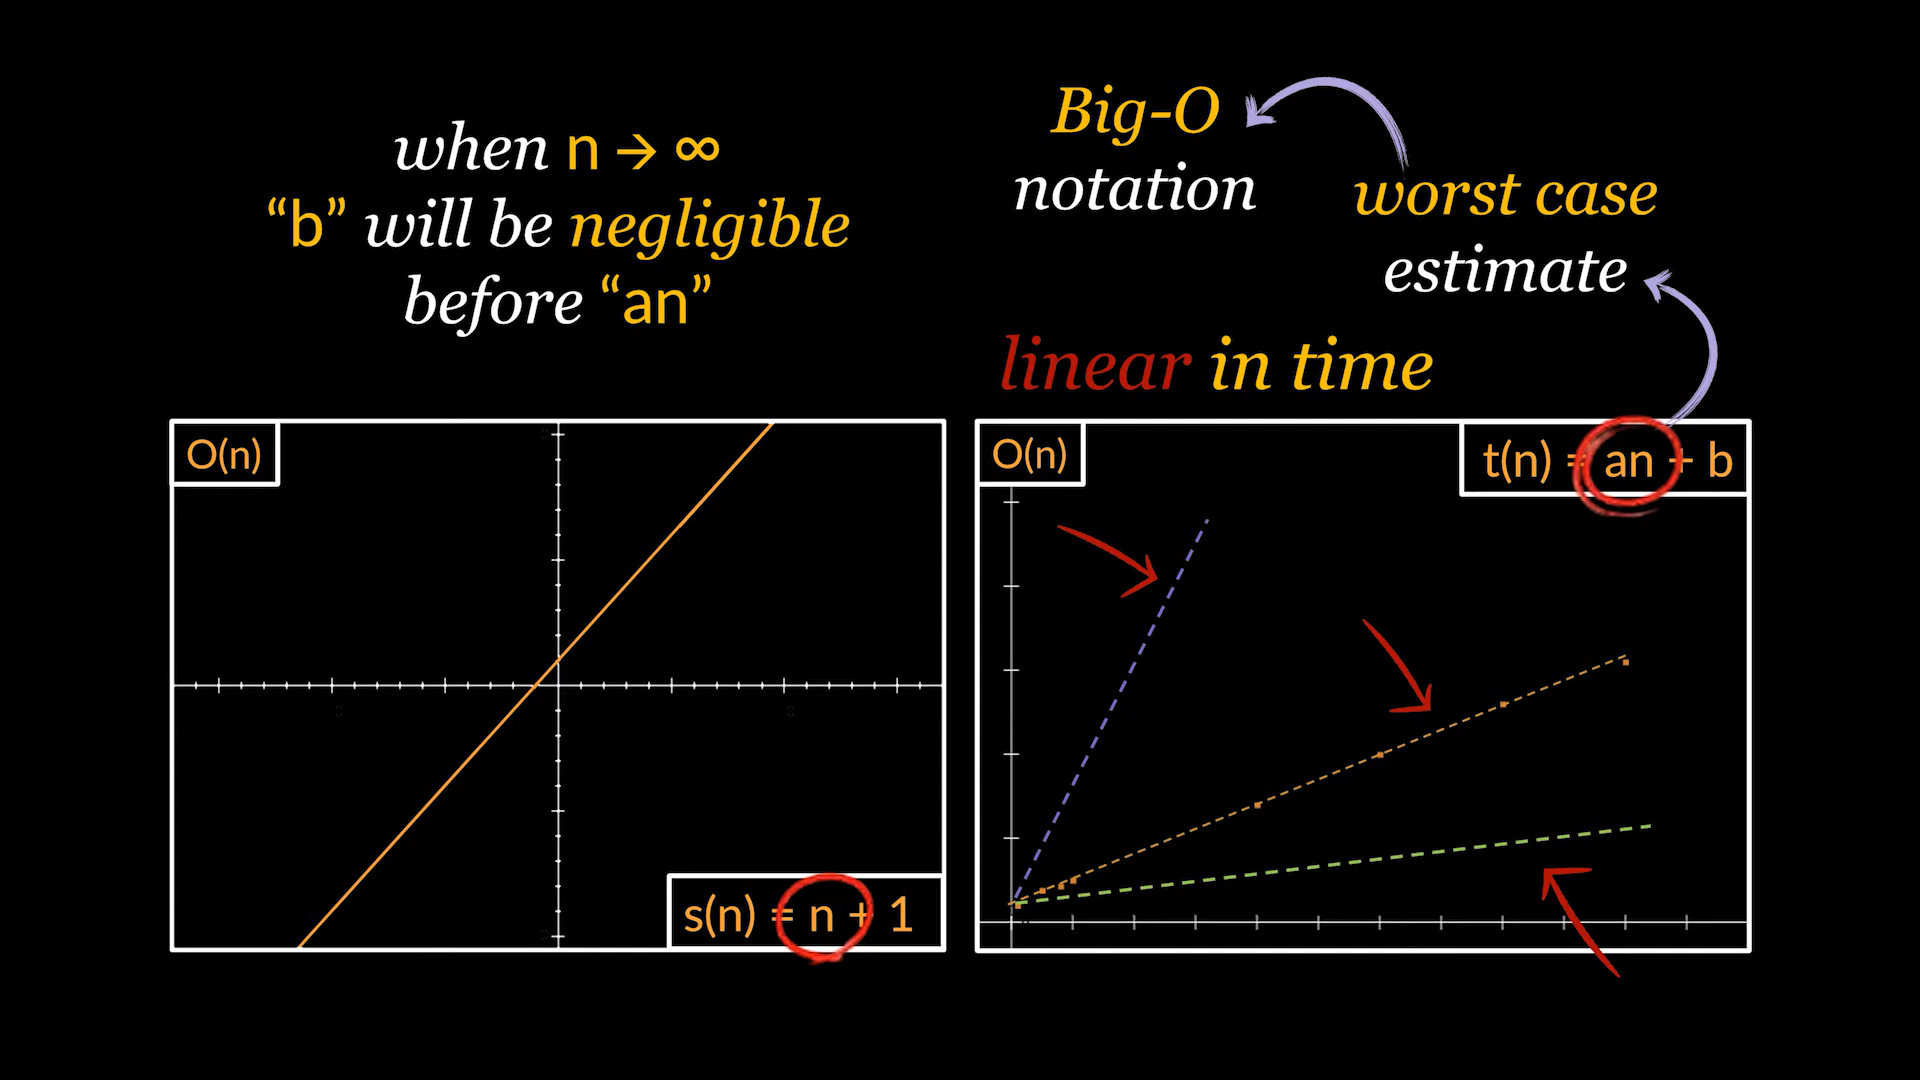 when n → ∞
“b” will be negligible
before “an”
Big-O
notation
worst case
estimate
linear in time
O(n)
s(n) = n + 1
O(n)
t(n) = an + b